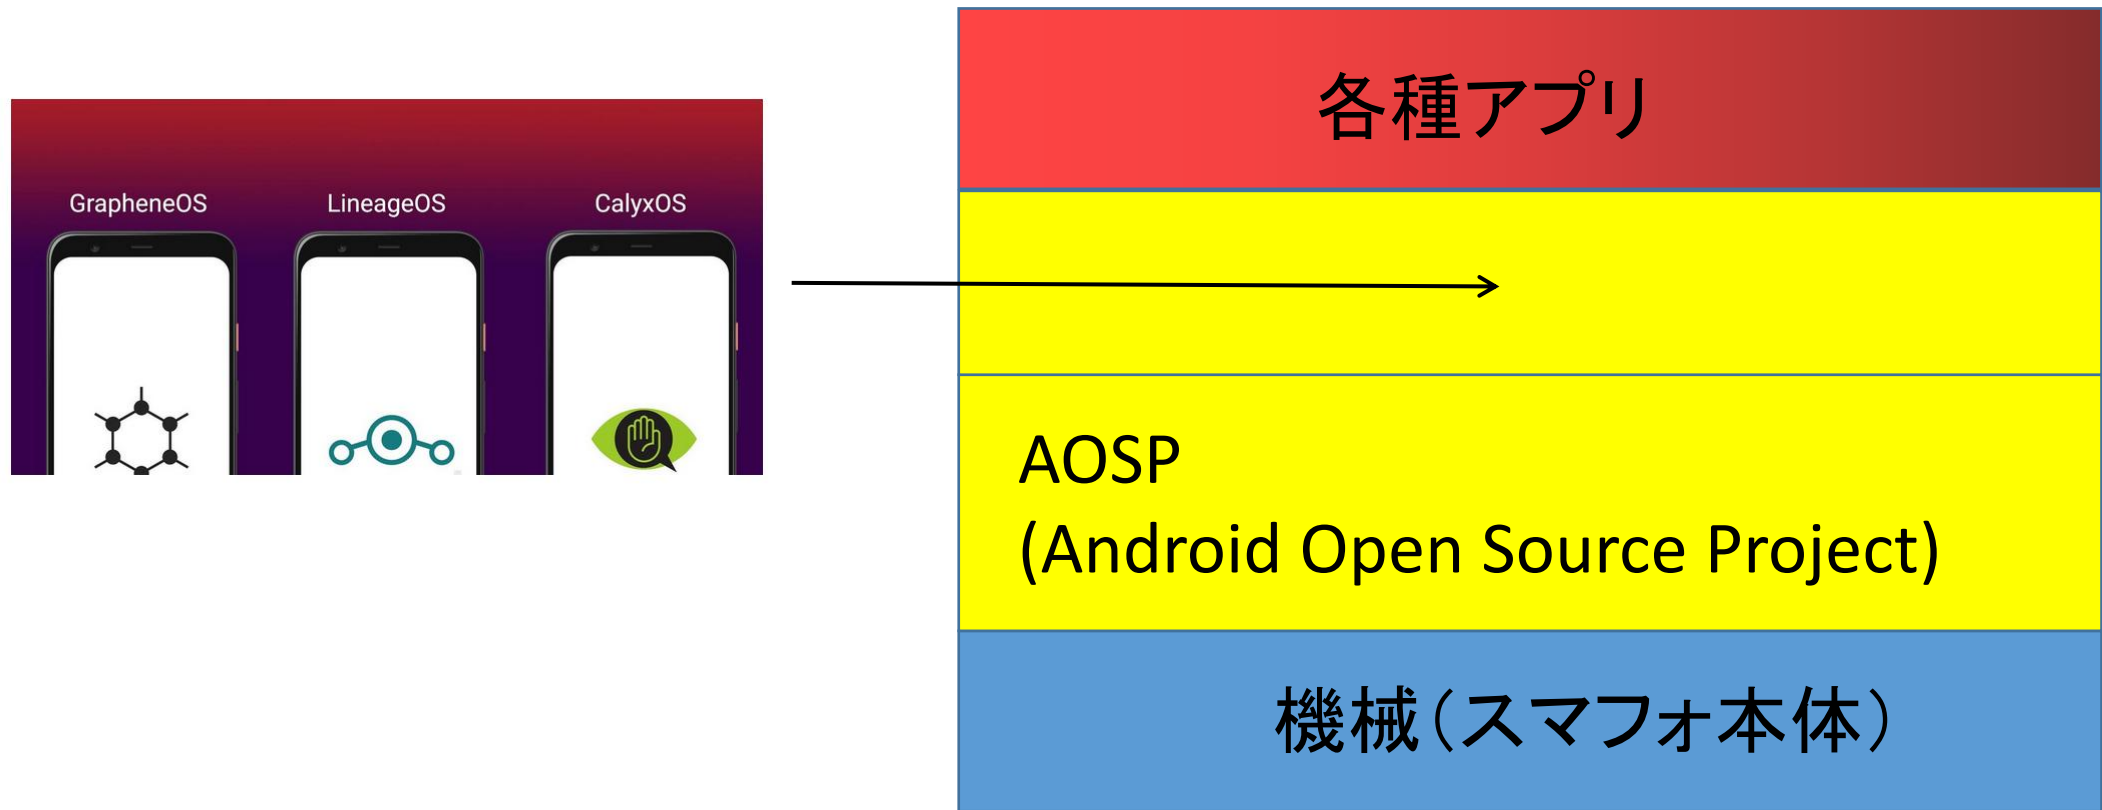 GrapheneOS
LineageOS
CalyxOS
各種アプリ
AOSP
(Android Open Source Project)
機械(スマフォ本体)